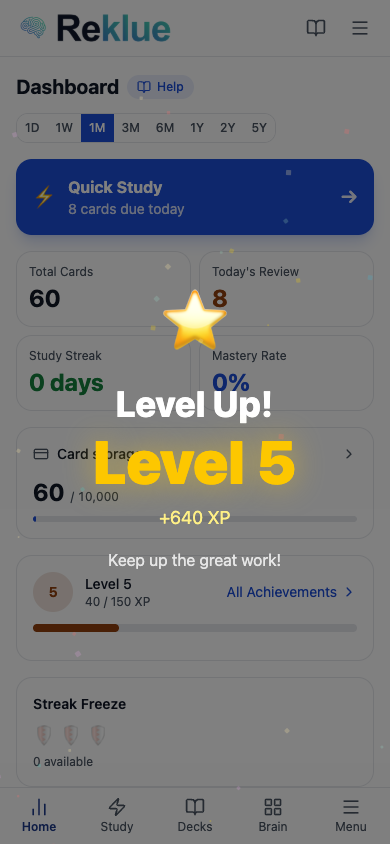 Reklue
Dashboard
Help
1D 1W 1M 3M 6M 1Y 2Y 5Y
Quick Study
8 cards due today
Total Cards
60
Today's Review
8
Study Streak
0 days
Mastery Rate
0%
Level Up!
Card storage
Level 5
60 / 10,000
+640 XP
Keep up the great work!
5
Level 5
40 / 150 XP
All Achievements
Streak Freeze
0 available
Home Study Decks Brain Menu